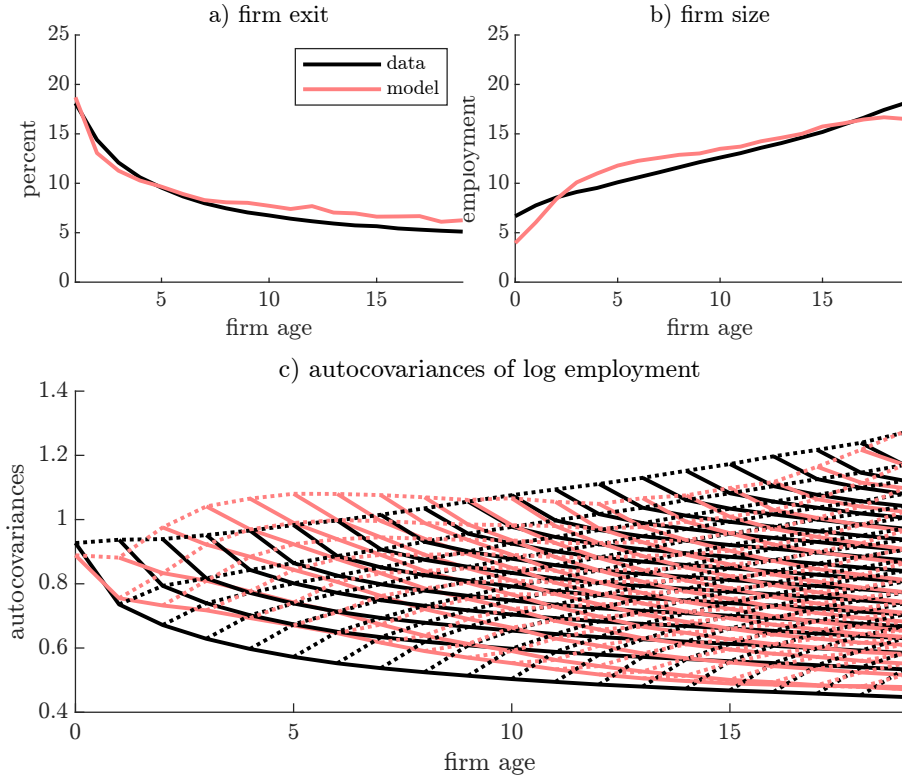 a) firm exit
25
20
15
10
5
0
percent
5
10
15
firm age
data
model
b) firm size
25
20
15
10
5
0
employment
0
5
10
15
firm age
c) autocovariances of log employment
1.4
1.2
1
0.8
0.6
0.4
autocovariances
0
5
10
15
firm age